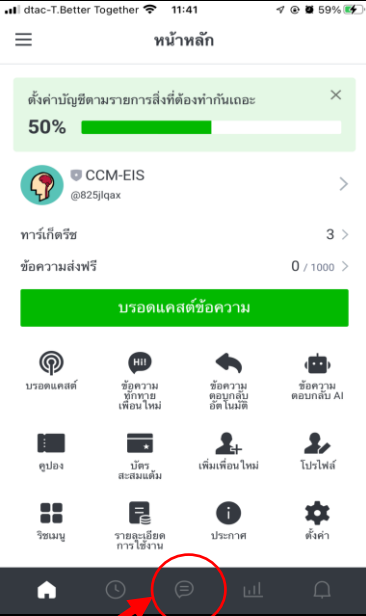 dtac-T.Better Together 11:41 59%
หน้าหลัก
ตั้งค่าบัญชีตามรายการสิ่งที่ต้องทำกันเถอะ
50%
CCM-EIS
@825jlqax
ทาร์เก็ตรีช 3
ข้อความส่งฟรี 0 / 1000
บรอดแคสต์ข้อความ
Hi!
บรอดแคสต์
ข้อความ
ทักทาย
เพื่อนใหม่
ข้อความ
ตอบกลับ
อัตโนมัติ
ข้อความ
ตอบกลับ AI
คูปอง
บัตร
สะสมแต้ม
เพิ่มเพื่อนใหม่
โปรไฟล์
ริชเมนู
รายละเอียด
การใช้งาน
ประกาศ
ตั้งค่า